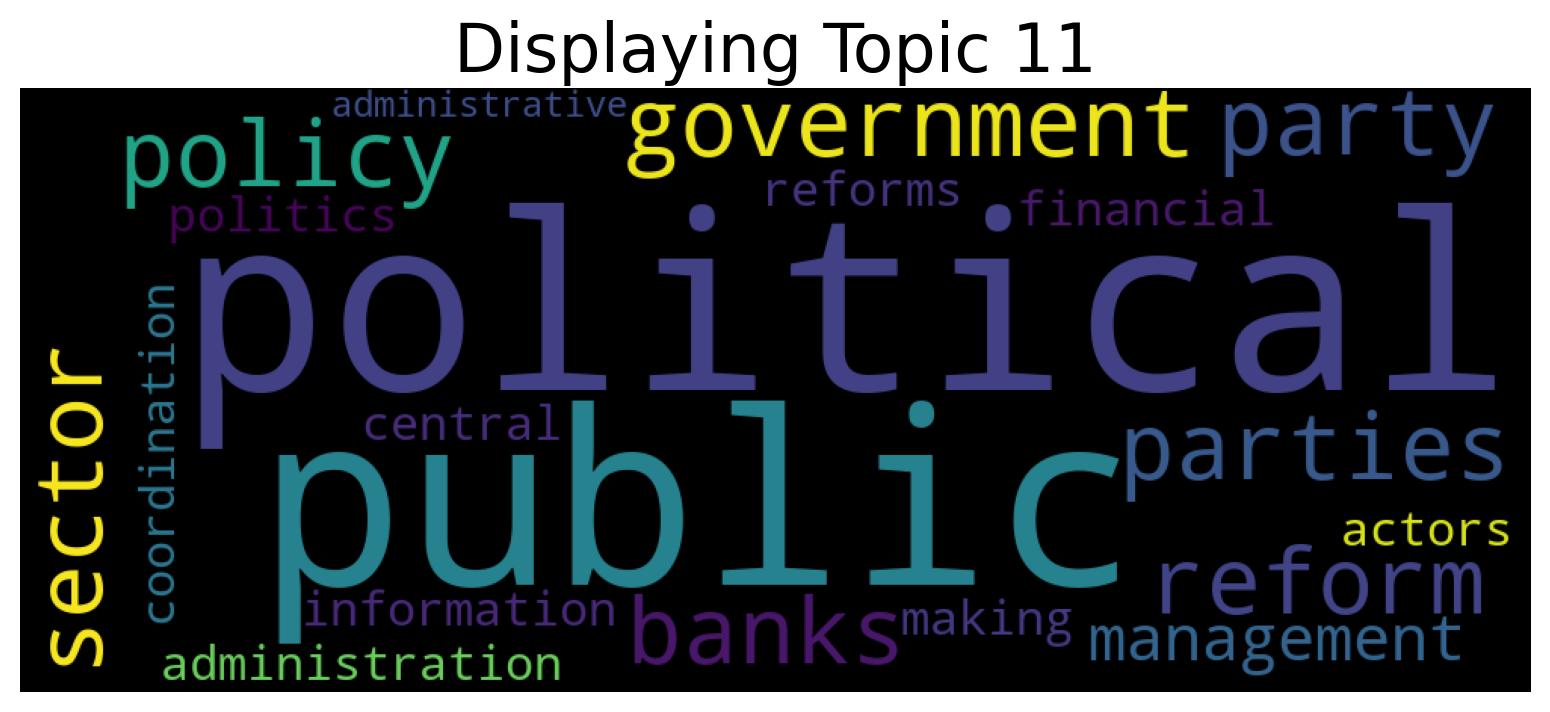 Displaying Topic 11
administrative
government
party
policy
reforms
politics
financial
political
sector
coordination
central
public
parties
actors
reform
information
banks
making
management
administration